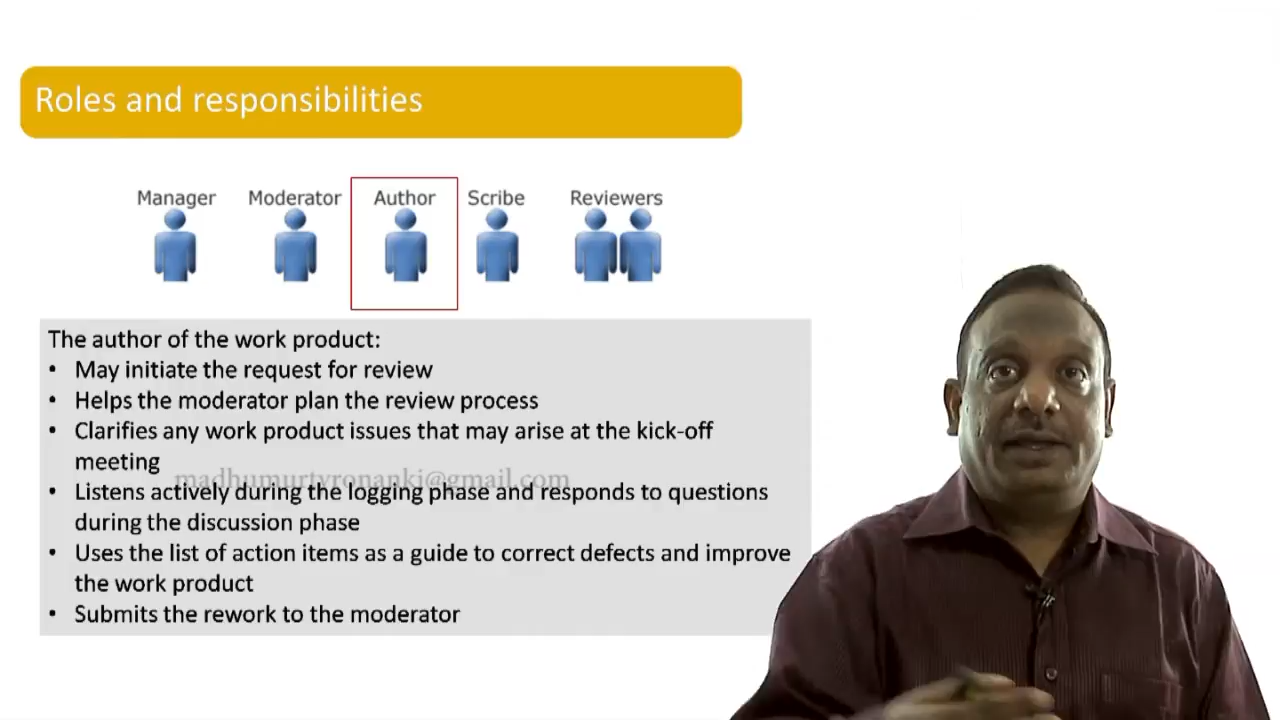 Roles and responsibilities
Manager Moderator Author Scribe Reviewers
The author of the work product:
• May initiate the request for review
• Helps the moderator plan the review process
• Clarifies any work product issues that may arise at the kick-off
meeting
madhumurtyronanki@gmail.com
• Listens actively during the logging phase and responds to questions
during the discussion phase
• Uses the list of action items as a guide to correct defects and improve
the work product
• Submits the rework to the moderator